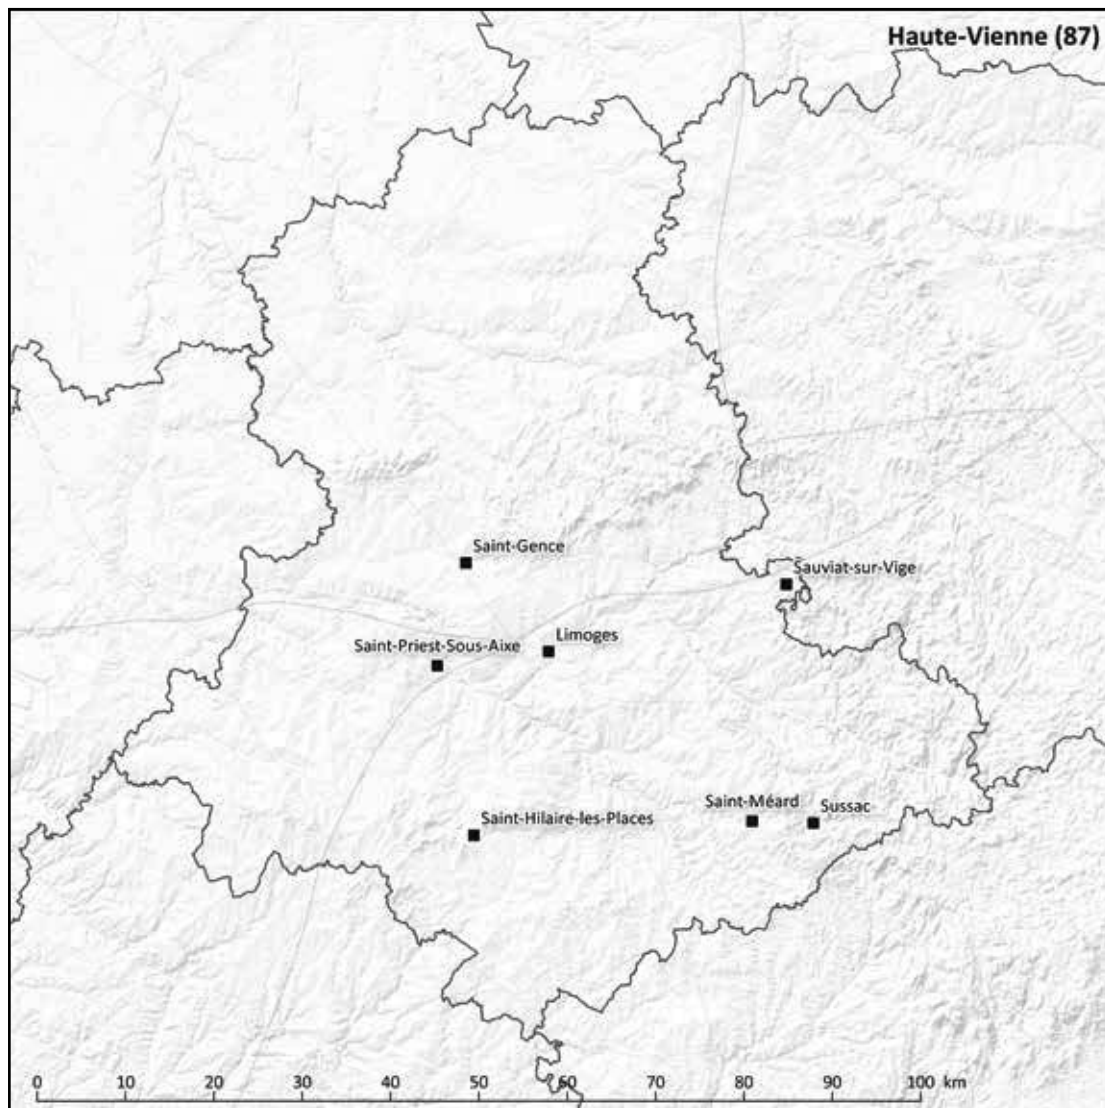 Haute-Vienne (87)
Saint-Gence
Sauviat-sur-Vige
Limoges
Saint-Priest-Sous-Aixe
Saint-Méard
Sussac
Saint-Hilaire-les-Places
0 10 20 30 40 50 60 70 80 90 100 km